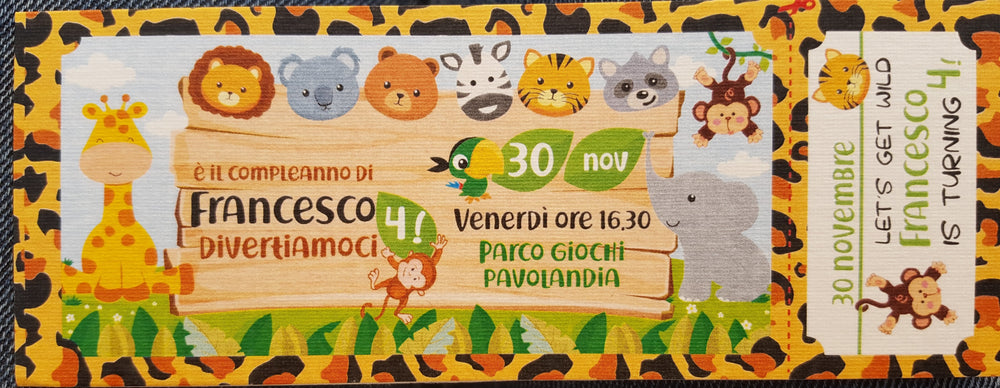 è il compleanno di
Francesco 4!
Divertiamoci
30 nov
Venerdì ore 16,30
Parco Giochi
Pavolandia
30 novembre
Let's get wild
Francesco 4!
is turning